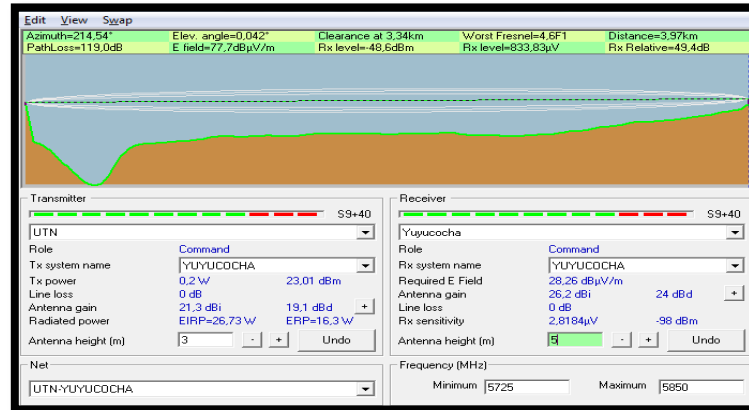 Edit View Swap
Azimuth=214,54° Elev. angle=0,042° Clearance at 3,34km Worst Fresnel=4,6F1 Distance=3,97km
PathLoss=119,0dB E field=77,7dBµV/m Rx level=-48,6dBm Rx level=833,83µV Rx Relative=49,4dB
Transmitter
S9+40
UTN
Role Command
Tx system name YUYUCOCHA
Tx power 0,2 W 23,01 dBm
Line loss 0 dB
Antenna gain 21,3 dBi 19,1 dBd +
Radiated power EIRP=26,73 W ERP=16,3 W
Antenna height (m) 3 - + Undo
Net
UTN-YUYUCOCHA
Receiver
S9+40
Yuyucocha
Role Command
Rx system name YUYUCOCHA
Required E Field 28,26 dBµV/m
Antenna gain 26,2 dBi 24 dBd +
Line loss 0 dB
Rx sensitivity 2,8184µV -98 dBm
Antenna height (m) 5 - + Undo
Frequency (MHz)
Minimum 5725 Maximum 5850